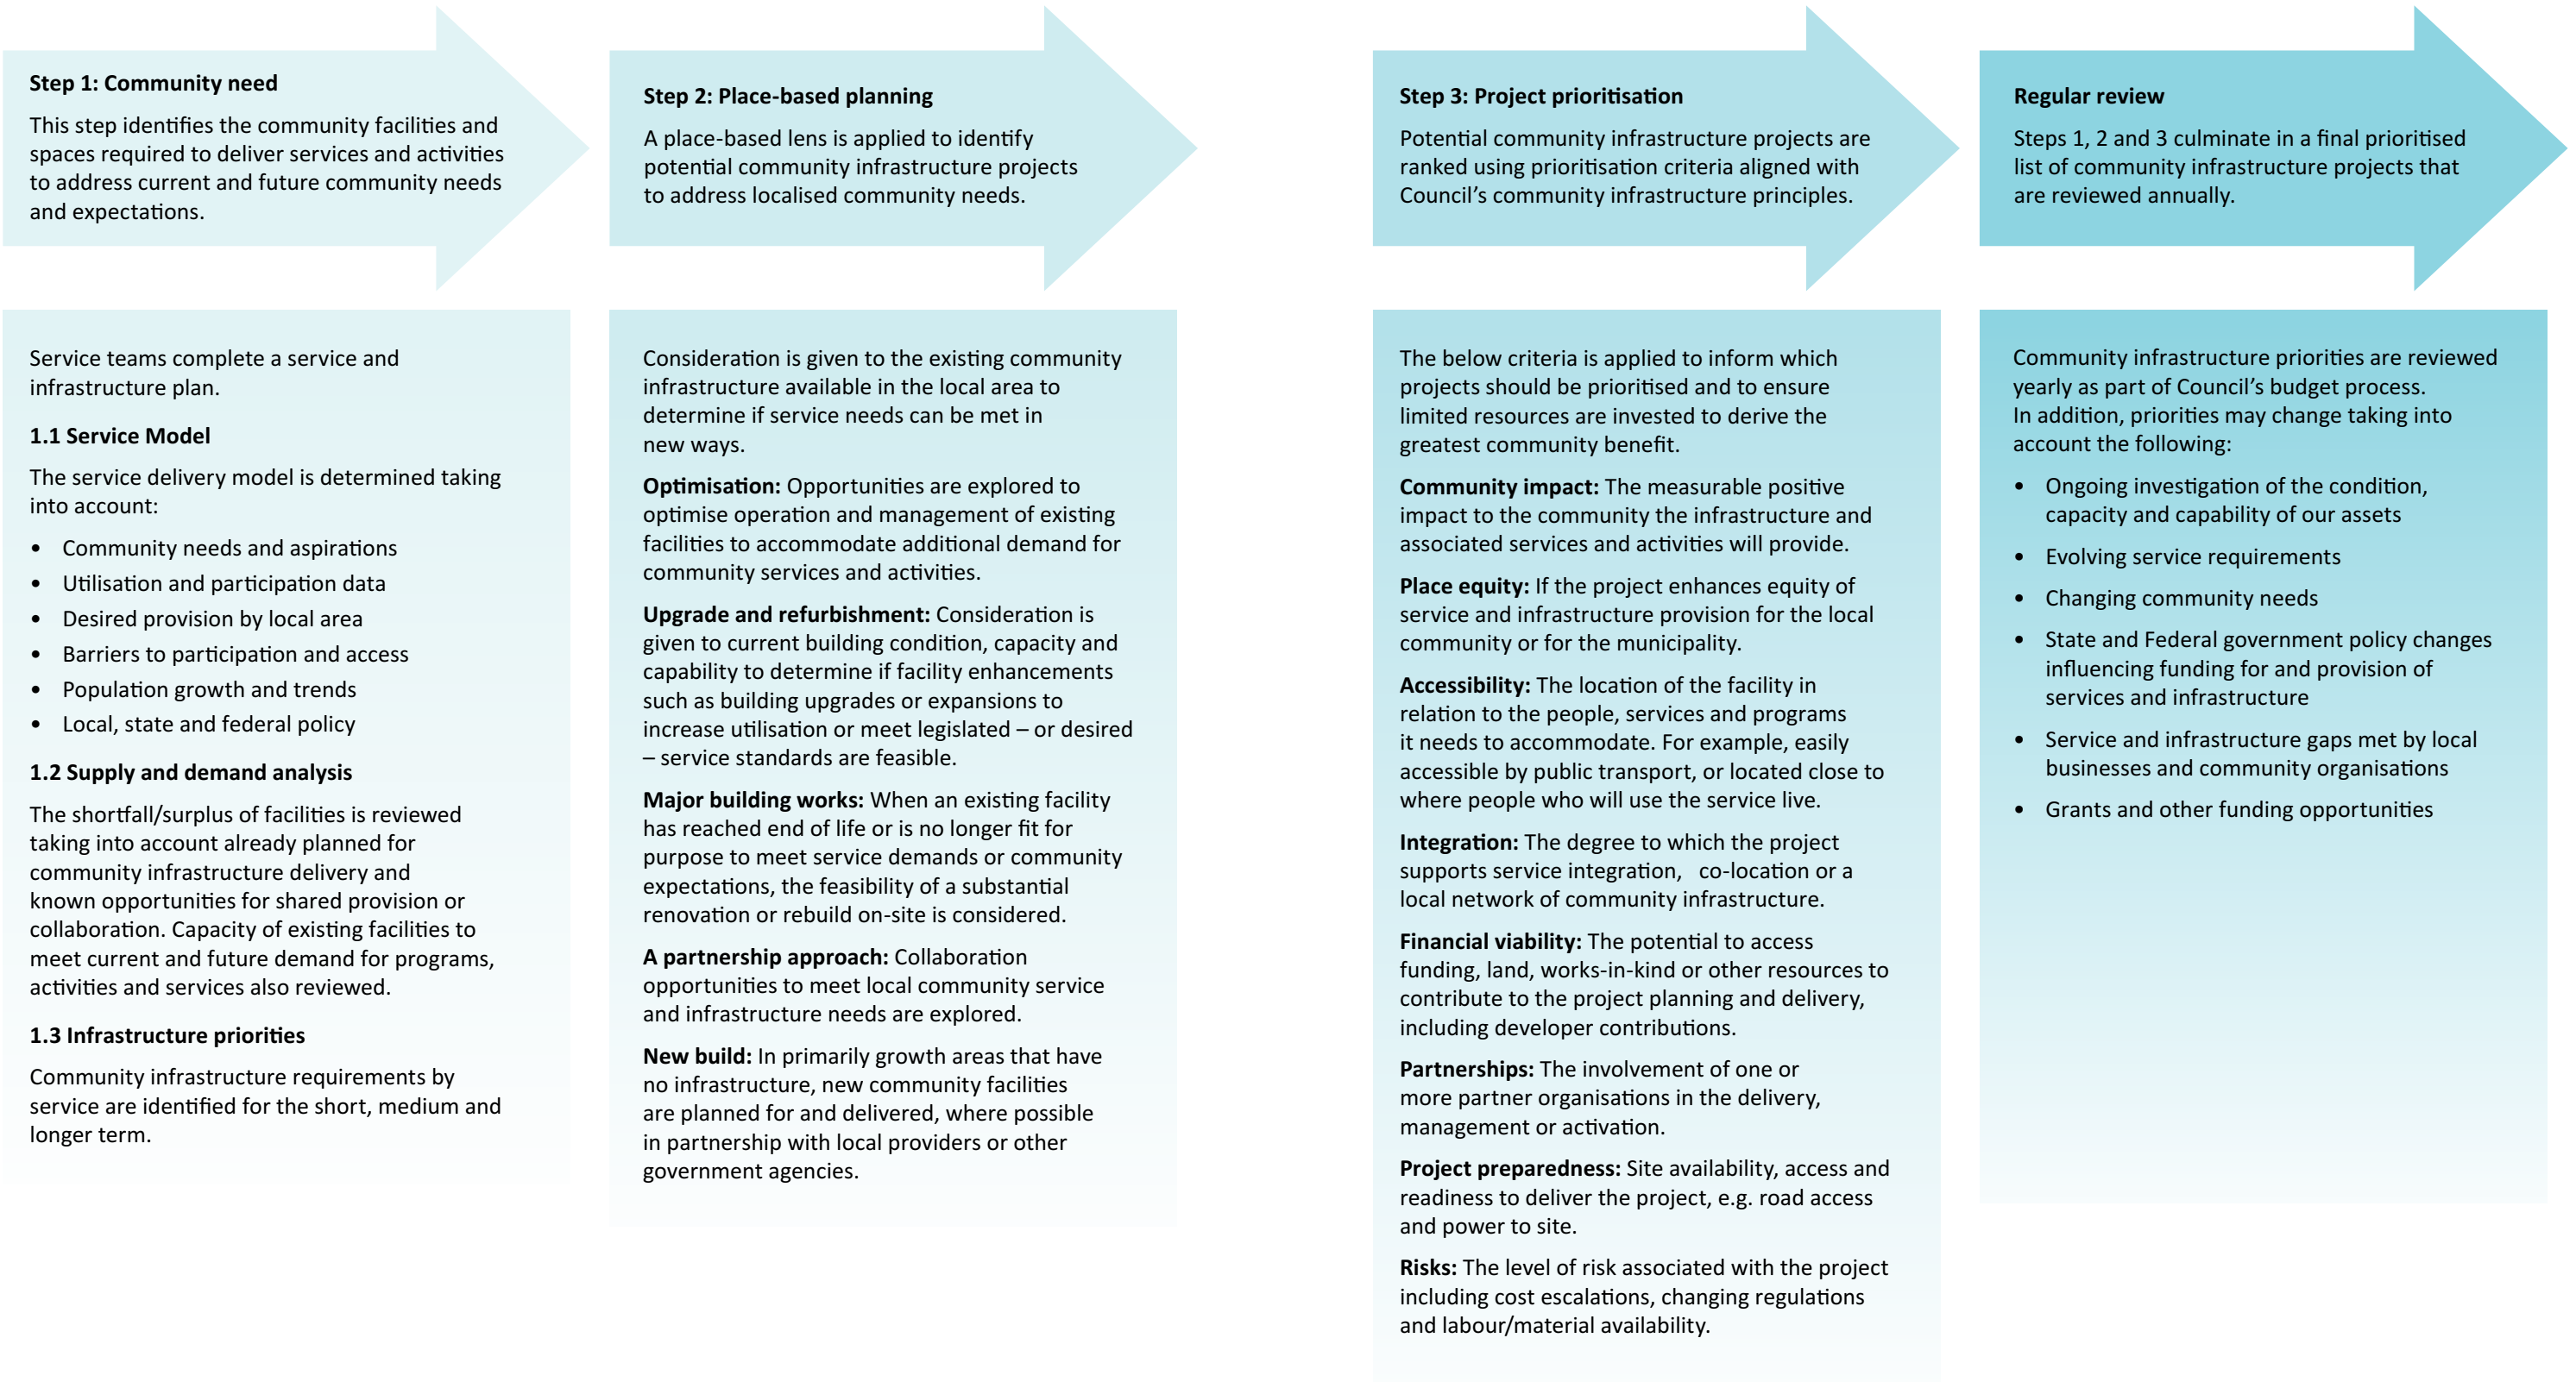 Step 1: Community need
This step identifies the community facilities and
spaces required to deliver services and activities
to address current and future community needs
and expectations.
Service teams complete a service and
infrastructure plan.
1.1 Service Model
The service delivery model is determined taking
into account:
• Community needs and aspirations
• Utilisation and participation data
• Desired provision by local area
• Barriers to participation and access
• Population growth and trends
• Local, state and federal policy
1.2 Supply and demand analysis
The shortfall/surplus of facilities is reviewed
taking into account already planned for
community infrastructure delivery and
known opportunities for shared provision or
collaboration. Capacity of existing facilities to
meet current and future demand for programs,
activities and services also reviewed.
1.3 Infrastructure priorities
Community infrastructure requirements by
service are identified for the short, medium and
longer term.
Step 2: Place-based planning
A place-based lens is applied to identify
potential community infrastructure projects
to address localised community needs.
Consideration is given to the existing community
infrastructure available in the local area to
determine if service needs can be met in
new ways.
Optimisation: Opportunities are explored to
optimise operation and management of existing
facilities to accommodate additional demand for
community services and activities.
Upgrade and refurbishment: Consideration is
given to current building condition, capacity and
capability to determine if facility enhancements
such as building upgrades or expansions to
increase utilisation or meet legislated – or desired
– service standards are feasible.
Major building works: When an existing facility
has reached end of life or is no longer fit for
purpose to meet service demands or community
expectations, the feasibility of a substantial
renovation or rebuild on-site is considered.
A partnership approach: Collaboration
opportunities to meet local community service
and infrastructure needs are explored.
New build: In primarily growth areas that have
no infrastructure, new community facilities
are planned for and delivered, where possible
in partnership with local providers or other
government agencies.
Step 3: Project prioritisation
Potential community infrastructure projects are
ranked using prioritisation criteria aligned with
Council's community infrastructure principles.
The below criteria is applied to inform which
projects should be prioritised and to ensure
limited resources are invested to derive the
greatest community benefit.
Community impact: The measurable positive
impact to the community the infrastructure and
associated services and activities will provide.
Place equity: If the project enhances equity of
service and infrastructure provision for the local
community or for the municipality.
Accessibility: The location of the facility in
relation to the people, services and programs
it needs to accommodate. For example, easily
accessible by public transport, or located close to
where people who will use the service live.
Integration: The degree to which the project
supports service integration, co-location or a
local network of community infrastructure.
Financial viability: The potential to access
funding, land, works-in-kind or other resources to
contribute to the project planning and delivery,
including developer contributions.
Partnerships: The involvement of one or
more partner organisations in the delivery,
management or activation.
Project preparedness: Site availability, access and
readiness to deliver the project, e.g. road access
and power to site.
Risks: The level of risk associated with the project
including cost escalations, changing regulations
and labour/material availability.
Regular review
Steps 1, 2 and 3 culminate in a final prioritised
list of community infrastructure projects that
are reviewed annually.
Community infrastructure priorities are reviewed
yearly as part of Council's budget process.
In addition, priorities may change taking into
account the following:
• Ongoing investigation of the condition,
capacity and capability of our assets
• Evolving service requirements
• Changing community needs
• State and Federal government policy changes
influencing funding for and provision of
services and infrastructure
• Service and infrastructure gaps met by local
businesses and community organisations
• Grants and other funding opportunities